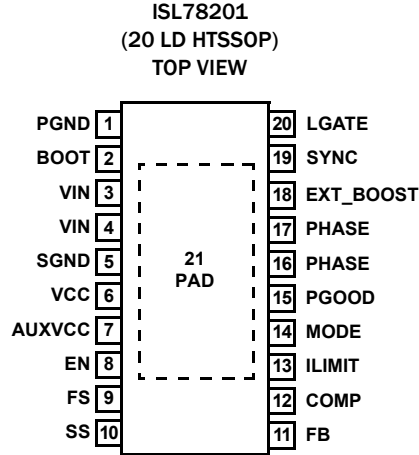 ISL78201
(20 LD HTSSOP)
TOP VIEW
PGND 1
20 LGATE
BOOT 2
19 SYNC
VIN 3
18 EXT_BOOST
VIN 4
17 PHASE
SGND 5
16 PHASE
21
PAD
VCC 6
15 PGOOD
AUXVCC 7
14 MODE
EN 8
13 ILIMIT
FS 9
12 COMP
SS 10
11 FB